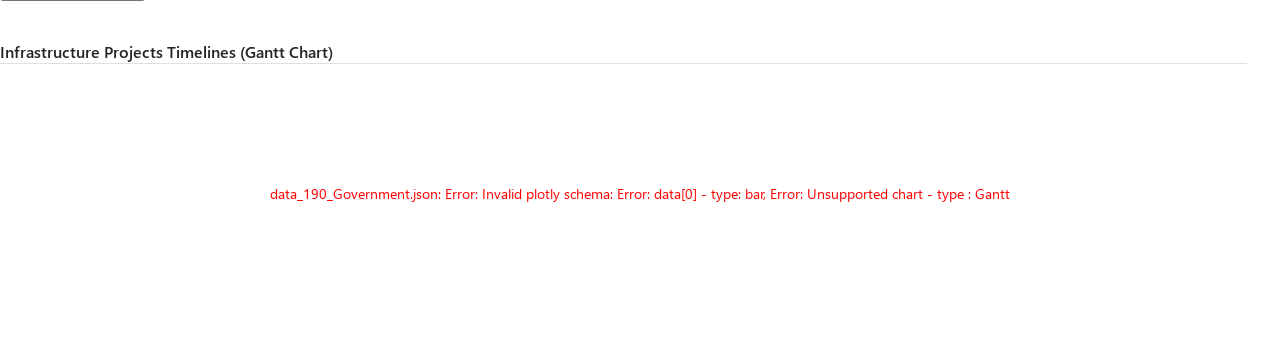 Infrastructure Projects Timelines (Gantt Chart)
data_190_Government.json: Error: Invalid plotly schema: Error: data[0] - type: bar, Error: Unsupported chart - type : Gantt